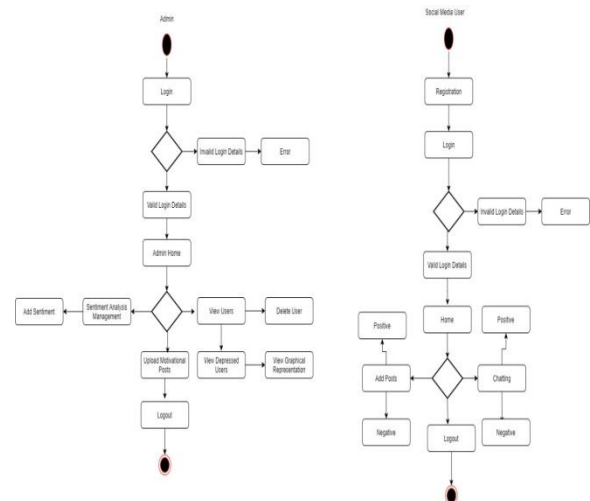 Admin
Login
Invalid Login Details
Error
Valid Login Details
Admin Home
Add Sentiment
Sentiment Analysis
Management
View Users
Delete User
Upload Motivational
Posts
View Depressed
Users
View Graphical
Representation
Logout
Social Media User
Registration
Login
Invalid Login Details
Error
Valid Login Details
Home
Positive
Positive
Add Posts
Chatting
Negative
Logout
Negative